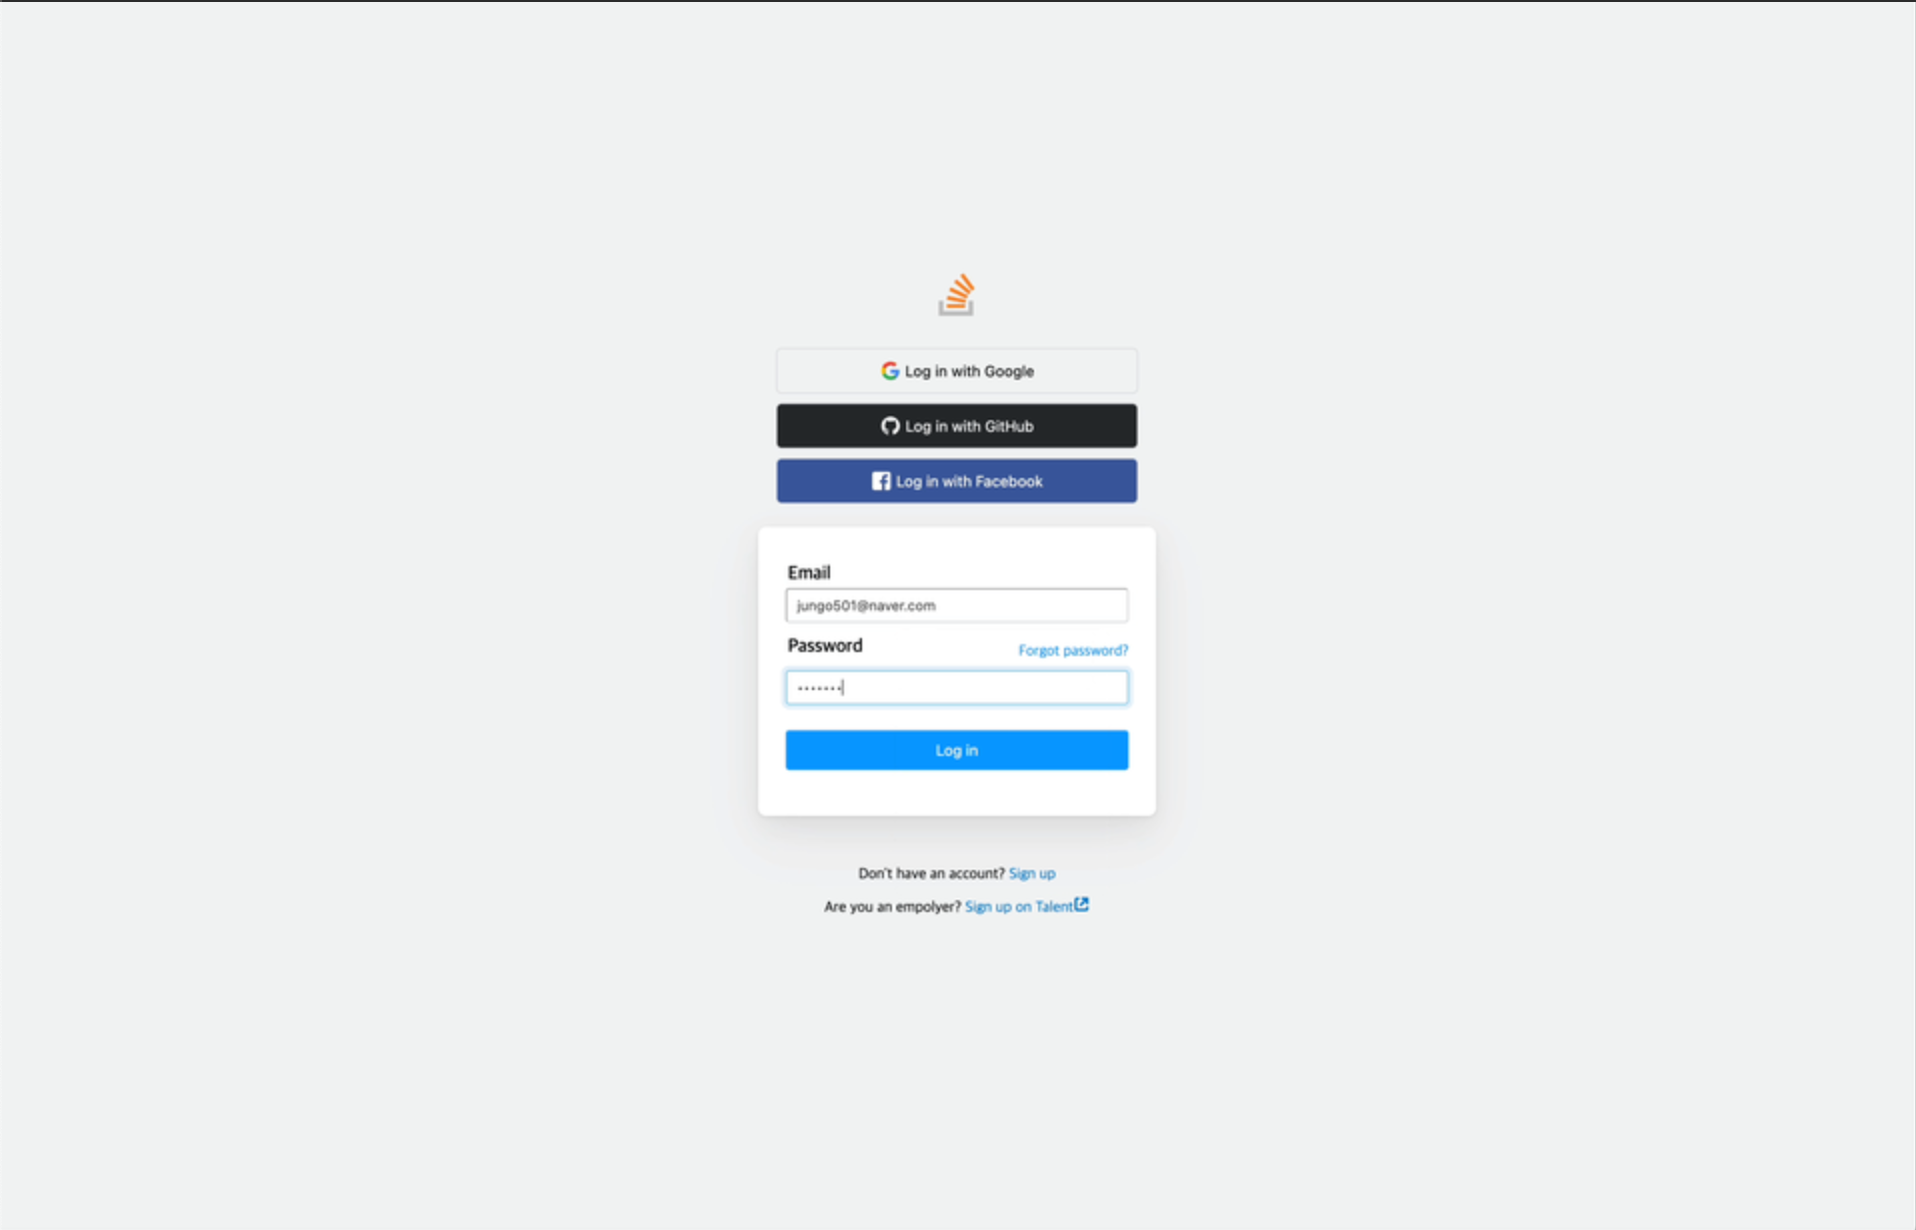 Log in with Google
Log in with GitHub
Log in with Facebook
Email
jungo501@naver.com
Password
Forgot password?
Log in
Don't have an account? Sign up
Are you an empolyer? Sign up on Talent